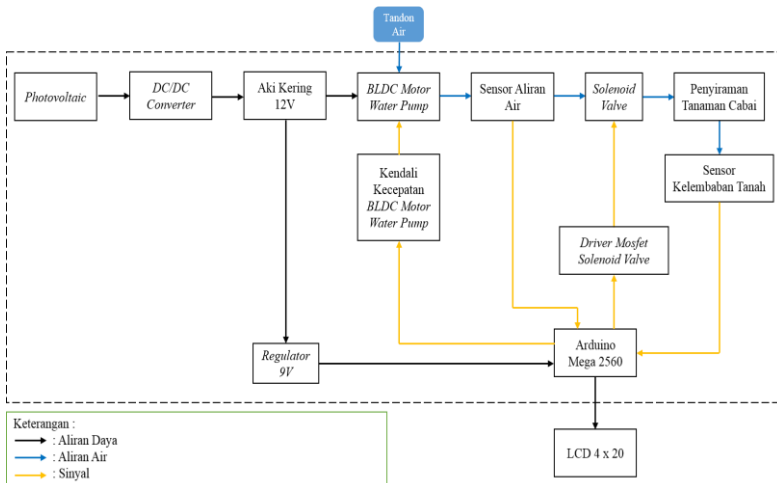 Tandon
Air
Photovoltaic
DC/DC
Converter
Aki Kering
12V
BLDC Motor
Water Pump
Sensor Aliran
Air
Solenoid
Valve
Penyiraman
Tanaman Cabai
Kendali
Kecepatan
BLDC Motor
Water Pump
Sensor
Kelembaban Tanah
Driver Mosfet
Solenoid Valve
Regulator
9V
Arduino
Mega 2560
LCD 4 x 20
Keterangan :
: Aliran Daya
: Aliran Air
: Sinyal